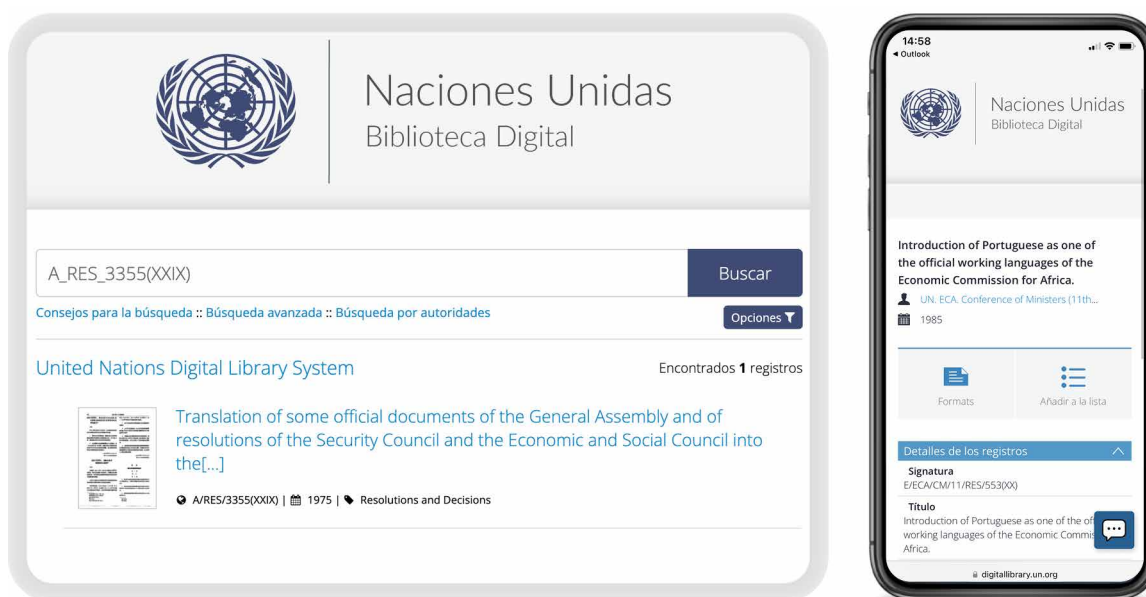 Naciones Unidas
Biblioteca Digital
A_RES_3355(XXIX)
Buscar
Consejos para la búsqueda :: Búsqueda avanzada :: Búsqueda por autoridades
Opciones
United Nations Digital Library System
Encontrados 1 registros
Translation of some official documents of the General Assembly and of
resolutions of the Security Council and the Economic and Social Council into
the[...]
A/RES/3355(XXIX) | 1975 | Resolutions and Decisions
14:58
Outlook
Naciones Unidas
Biblioteca Digital
Introduction of Portuguese as one of
the official working languages of the
Economic Commission for Africa.
UN. ECA. Conference of Ministers (11th...
1985
Formats
Añadir a la lista
Detalles de los registros
Signatura
E/ECA/CM/11/RES/553(XX)
Título
Introduction of Portuguese as one of the of
working languages of the Economic Commis
Africa.
digitallibrary.un.org